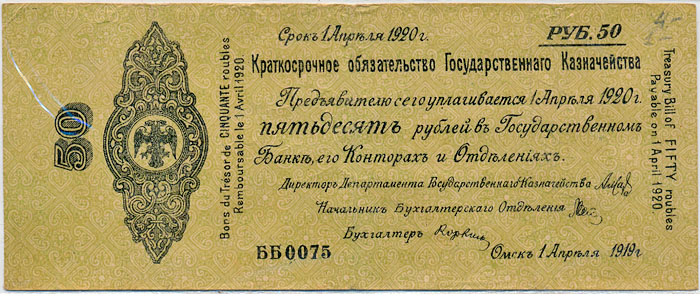 50
Bons du Tresor de CINQUANTE roubles
Remboursable le 1 Avril 1920
Срокъ 1 Апрѣля 1920 г.
РУБ. 50
Краткосрочное обязательство Государственнаго Казначейства
Предъявителю сего уплачивается 1 Апрѣля 1920 г.
пятьдесятъ рублей въ Государственномъ
Банкѣ, его Конторахъ и Отдѣленіяхъ.
Директоръ Департамента Государственнаго Казначейства
Начальникъ Бухгалтерскаго Отдѣленія
Бухгалтеръ
ББ0075
Омскъ 1 Апрѣля 1919 г.
Treasury Bill of FIFTY roubles
Payable on 1 April 1920